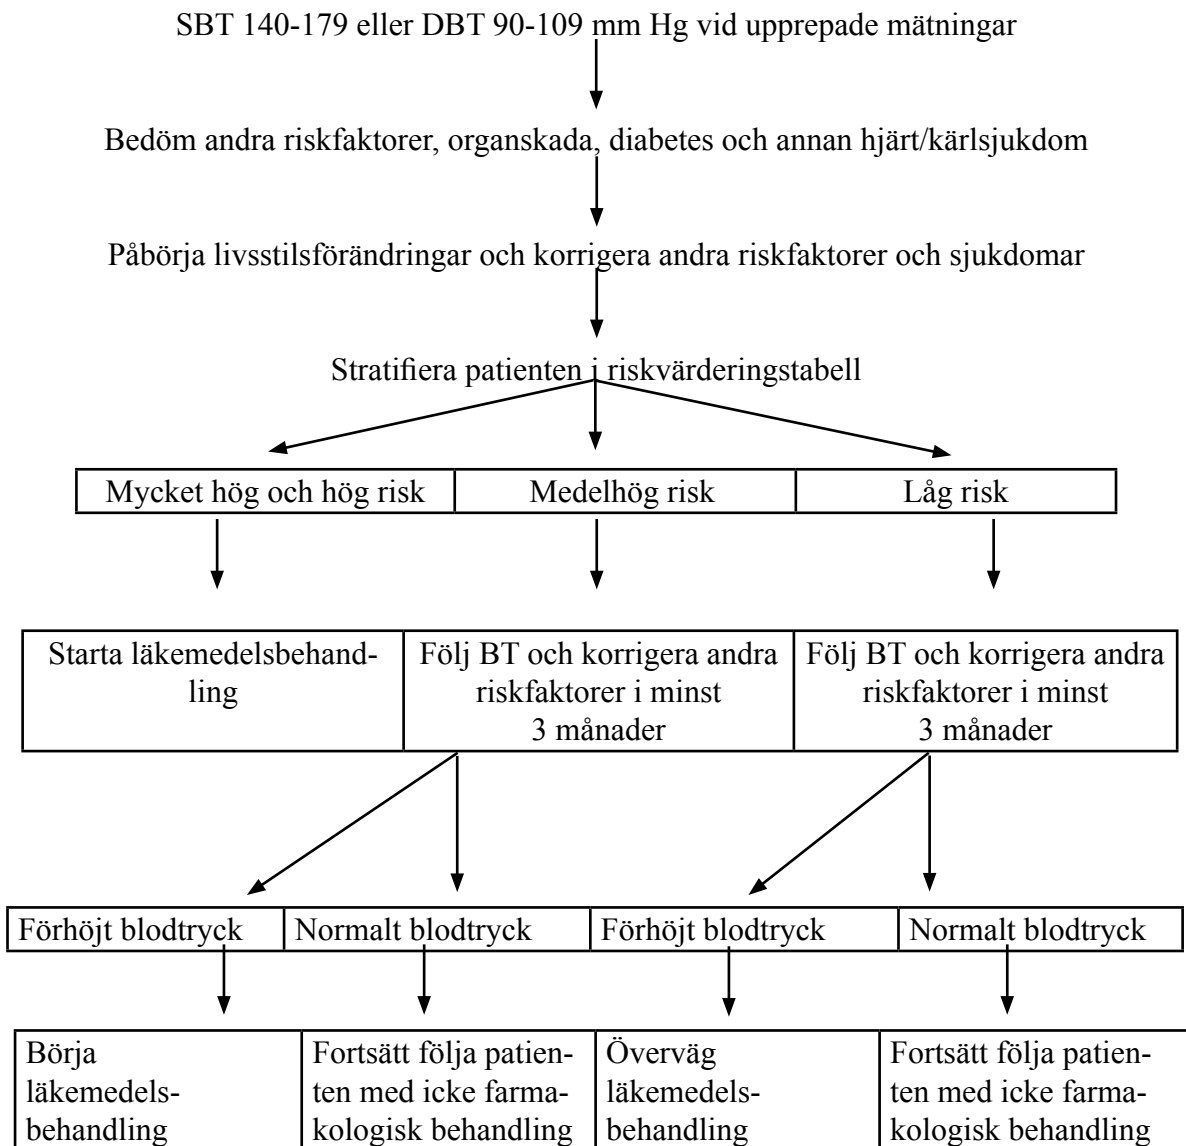 SBT 140-179 eller DBT 90-109 mm Hg vid upprepade mätningar
Bedöm andra riskfaktorer, organskada, diabetes och annan hjärt/kärlsjukdom
Påbörja livsstilsförändringar och korrigera andra riskfaktorer och sjukdomar
Stratifiera patienten i riskvärderingstabell
Mycket hög och hög risk
Medelhög risk
Låg risk
Starta läkemedelsbehand-
ling
Följ BT och korrigera andra
riskfaktorer i minst
3 månader
Följ BT och korrigera andra
riskfaktorer i minst
3 månader
Förhöjt blodtryck
Normalt blodtryck
Förhöjt blodtryck
Normalt blodtryck
Börja
läkemedels-
behandling
Fortsätt följa patien-
ten med icke farma-
kologisk behandling
Överväg
läkemedels-
behandling
Fortsätt följa patien-
ten med icke farma-
kologisk behandling